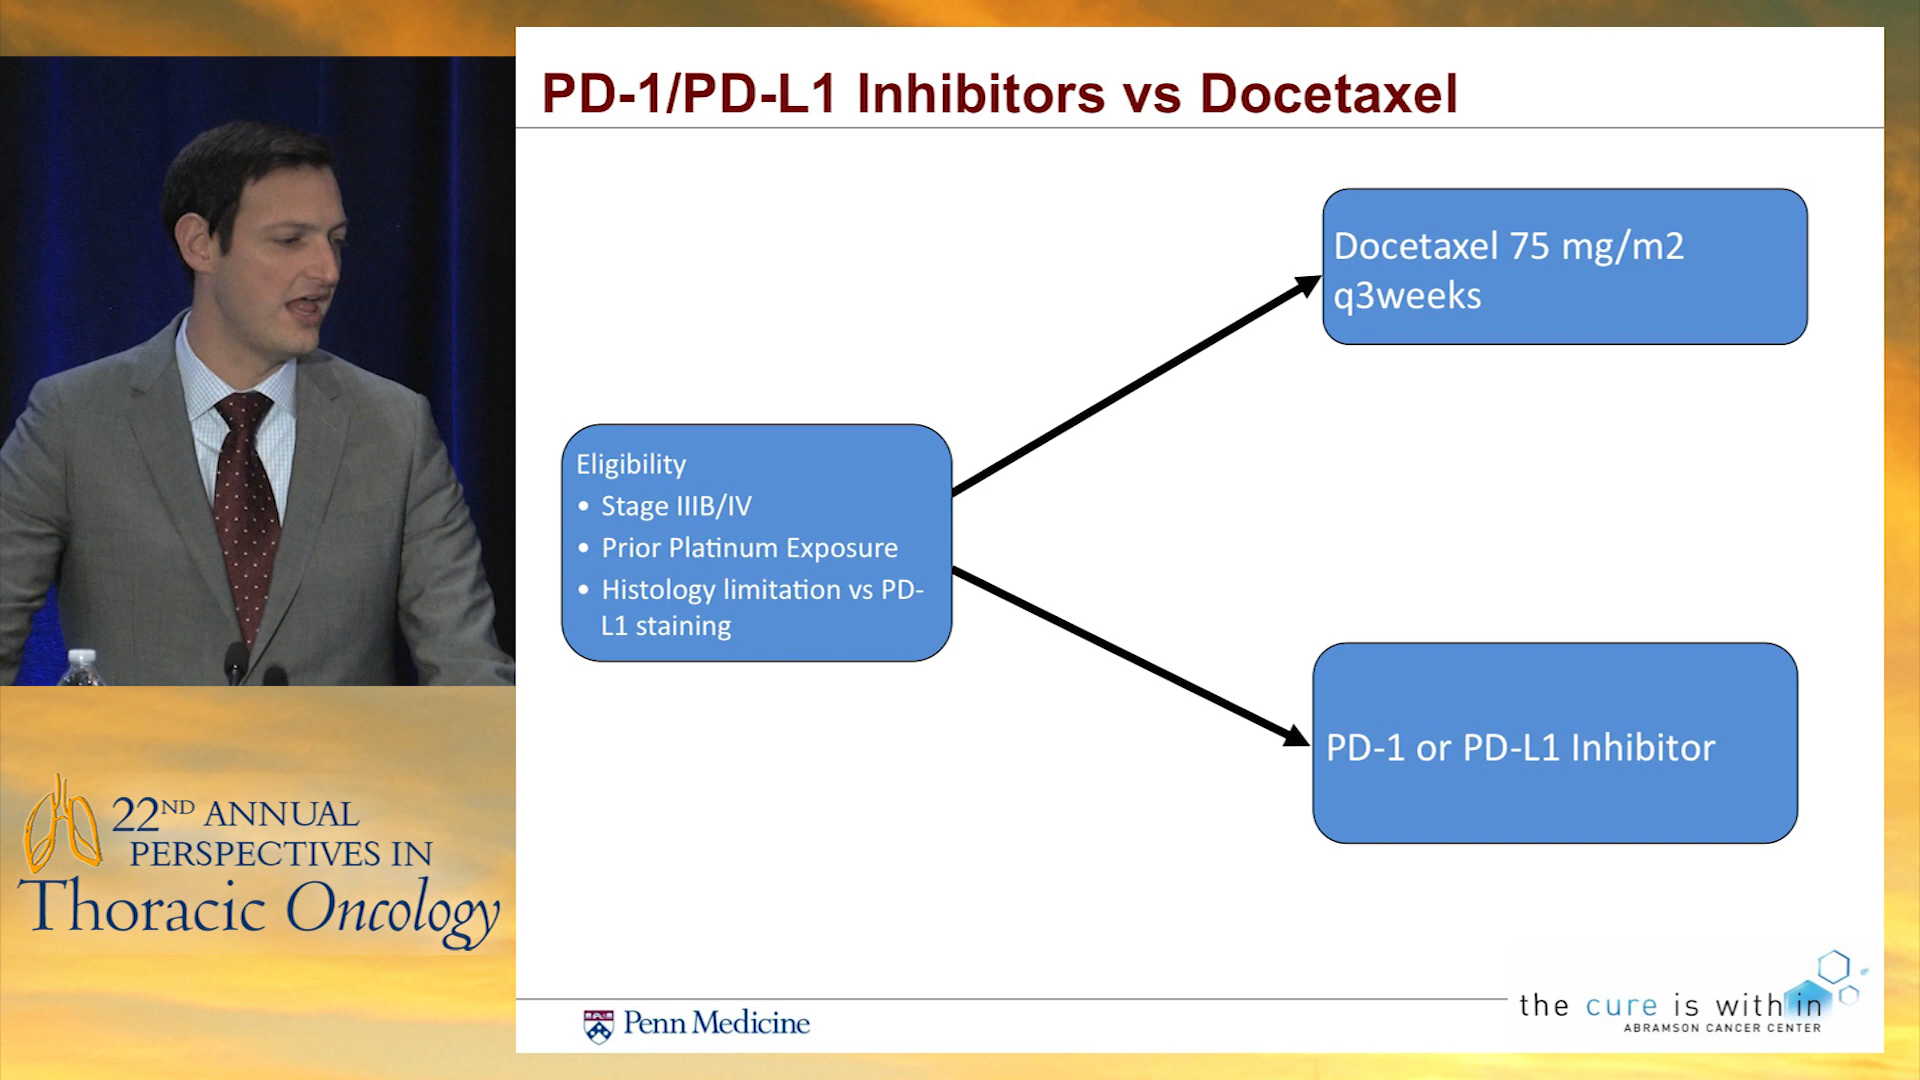 PD-1/PD-L1 Inhibitors vs Docetaxel
Docetaxel 75 mg/m2
q3weeks
Eligibility
• Stage IIIB/IV
• Prior Platinum Exposure
• Histology limitation vs PD-
L1 staining
PD-1 or PD-L1 Inhibitor
22ND ANNUAL
PERSPECTIVES IN
Thoracic Oncology
Penn Medicine
the cure is within
ABRAMSON CANCER CENTER